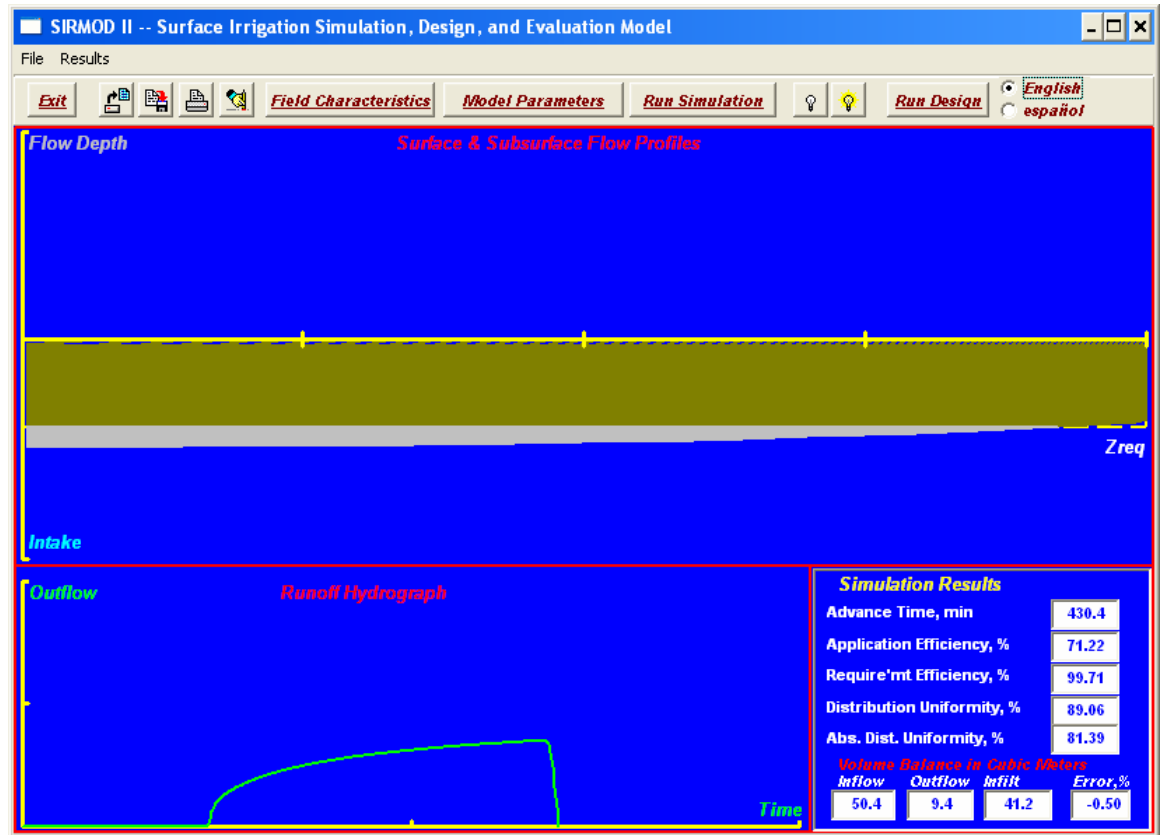 SIRMOD II -- Surface Irrigation Simulation, Design, and Evaluation Model
File Results
Exit Field Characteristics Model Parameters Run Simulation Run Design English
español
Flow Depth Surface & Subsurface Flow Profiles
Zreq
Intake
Outflow Runoff Hydrograph
Time
Simulation Results
Advance Time, min 430.4
Application Efficiency, % 71.22
Require'mt Efficiency, % 99.71
Distribution Uniformity, % 89.06
Abs. Dist. Uniformity, % 81.39
Volume Balance in Cubic Meters
Inflow Outflow Infilt Error,%
50.4 9.4 41.2 -0.50